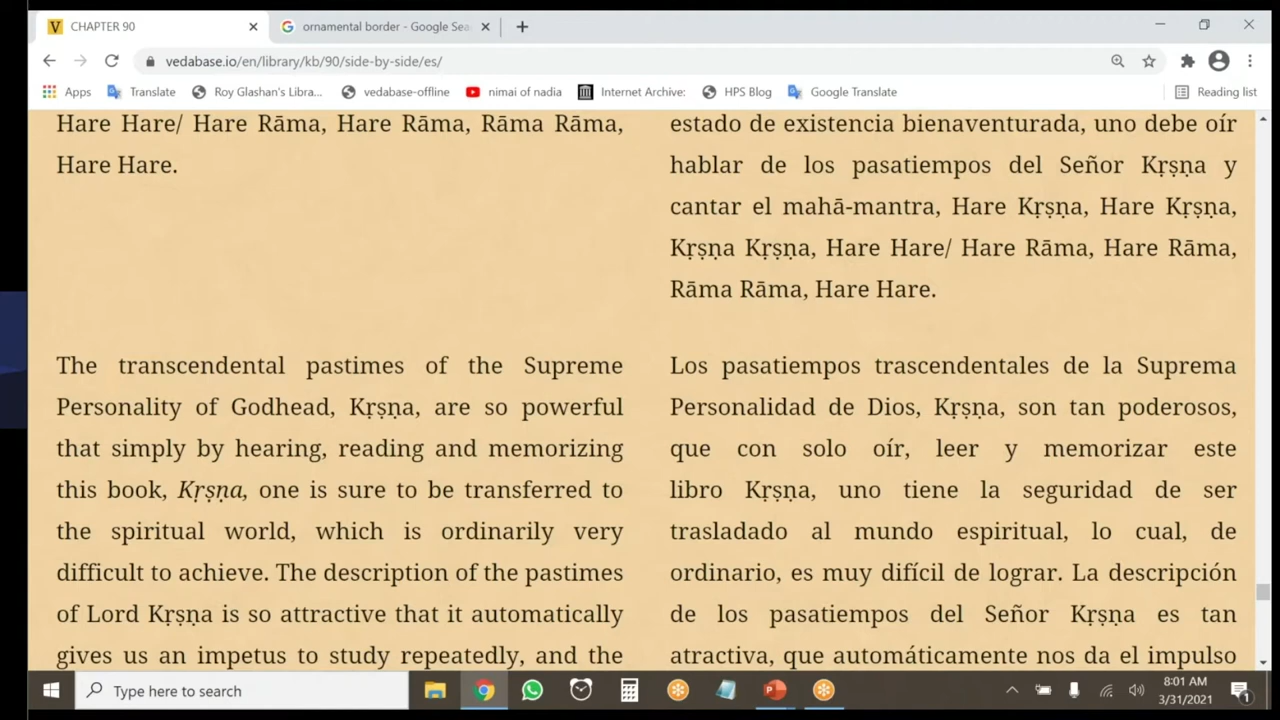 CHAPTER 90
ornamental border - Google Sea
vedabase.io/en/library/kb/90/side-by-side/es/
Apps
Translate
Roy Glashan's Libra...
vedabase-offline
nimai of nadia
Internet Archive:
HPS Blog
Google Translate
Reading list
Hare Hare/ Hare Rāma, Hare Rāma, Rāma Rāma,
Hare Hare.
The transcendental pastimes of the Supreme
Personality of Godhead, Kṛṣṇa, are so powerful
that simply by hearing, reading and memorizing
this book, Kṛṣṇa, one is sure to be transferred to
the spiritual world, which is ordinarily very
difficult to achieve. The description of the pastimes
of Lord Kṛṣṇa is so attractive that it automatically
gives us an impetus to study repeatedly, and the
estado de existencia bienaventurada, uno debe oír
hablar de los pasatiempos del Señor Kṛṣṇa y
cantar el mahā-mantra, Hare Kṛṣṇa, Hare Kṛṣṇa,
Kṛṣṇa Kṛṣṇa, Hare Hare/ Hare Rāma, Hare Rāma,
Rāma Rāma, Hare Hare.
Los pasatiempos trascendentales de la Suprema
Personalidad de Dios, Kṛṣṇa, son tan poderosos,
que con solo oír, leer y memorizar este
libro Kṛṣṇa, uno tiene la seguridad de ser
trasladado al mundo espiritual, lo cual, de
ordinario, es muy difícil de lograr. La descripción
de los pasatiempos del Señor Kṛṣṇa es tan
atractiva, que automáticamente nos da el impulso
Type here to search
8:01 AM
3/31/2021
1